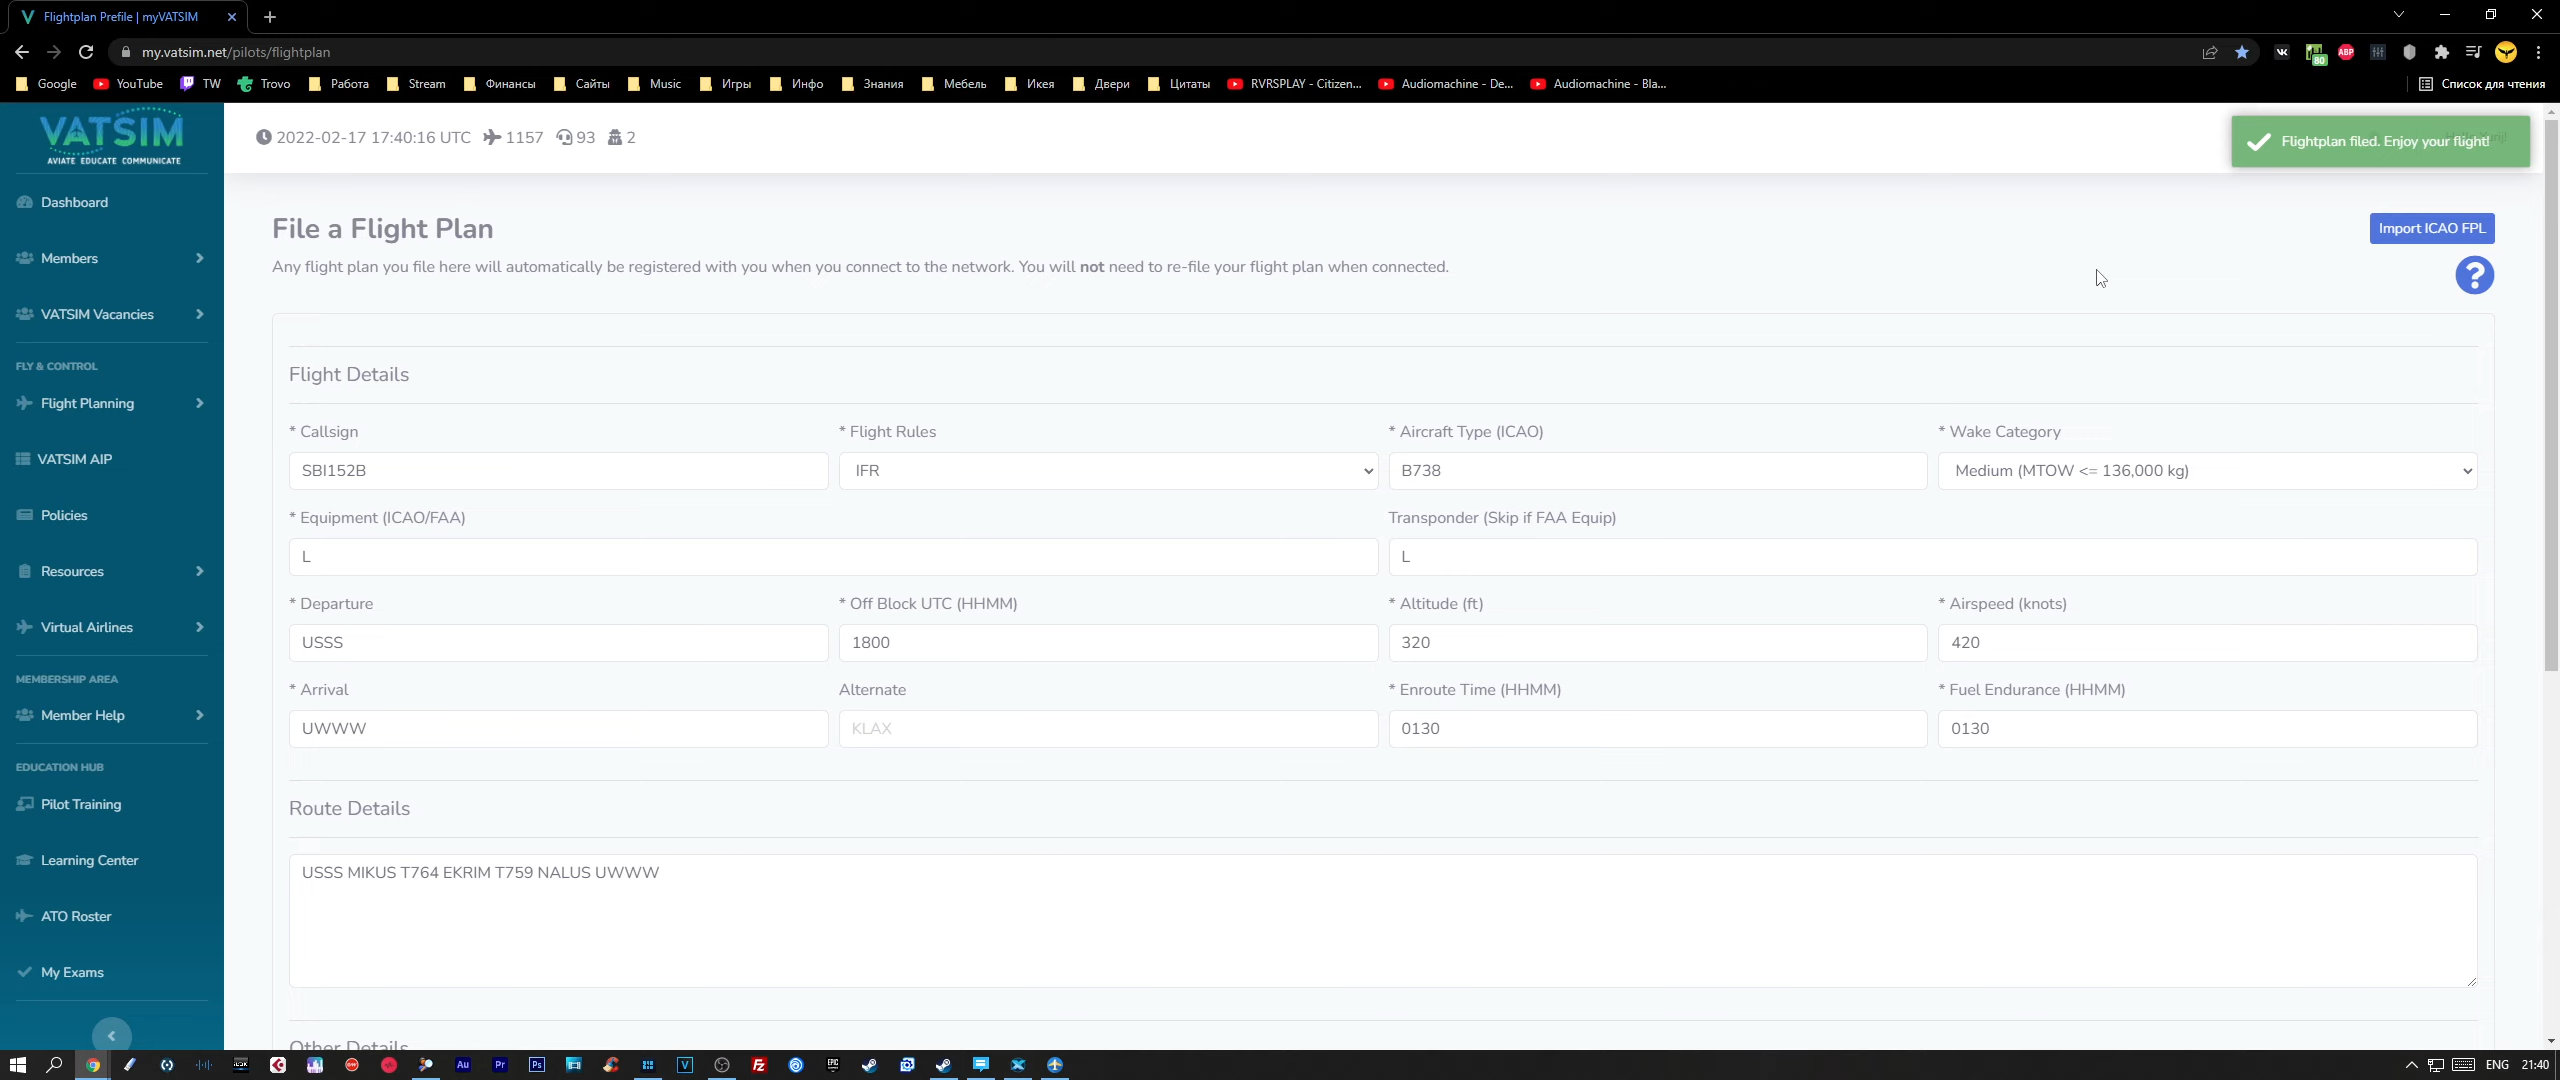 Flightplan Prefile | myVATSIM
my.vatsim.net/pilots/flightplan
80
ABP
Google YouTube TW Trovo Работа Stream Финансы Сайты Music Игры Инфо Знания Мебель Икея Двери Цитаты RVRSPLAY - Citizen... Audiomachine - De... Audiomachine - Bla... Список для чтения
VATSIM
AVIATE EDUCATE COMMUNICATE
2022-02-17 17:40:16 UTC 1157 93 2
Flightplan filed. Enjoy your flight!
Dashboard
Members
VATSIM Vacancies
FLY & CONTROL
Flight Planning
VATSIM AIP
Policies
Resources
Virtual Airlines
MEMBERSHIP AREA
Member Help
EDUCATION HUB
Pilot Training
Learning Center
ATO Roster
My Exams
File a Flight Plan
Import ICAO FPL
Any flight plan you file here will automatically be registered with you when you connect to the network. You will not need to re-file your flight plan when connected.
Flight Details
* Callsign * Flight Rules * Aircraft Type (ICAO) * Wake Category
SBI152B IFR B738 Medium (MTOW <= 136,000 kg)
* Equipment (ICAO/FAA) Transponder (Skip if FAA Equip)
L L
* Departure * Off Block UTC (HHMM) * Altitude (ft) * Airspeed (knots)
USSS 1800 320 420
* Arrival Alternate * Enroute Time (HHMM) * Fuel Endurance (HHMM)
UWWW KLAX 0130 0130
Route Details
USSS MIKUS T764 EKRIM T759 NALUS UWWW
Other Details
Au Pr Ps V FZ EPIC
ENG 21:40